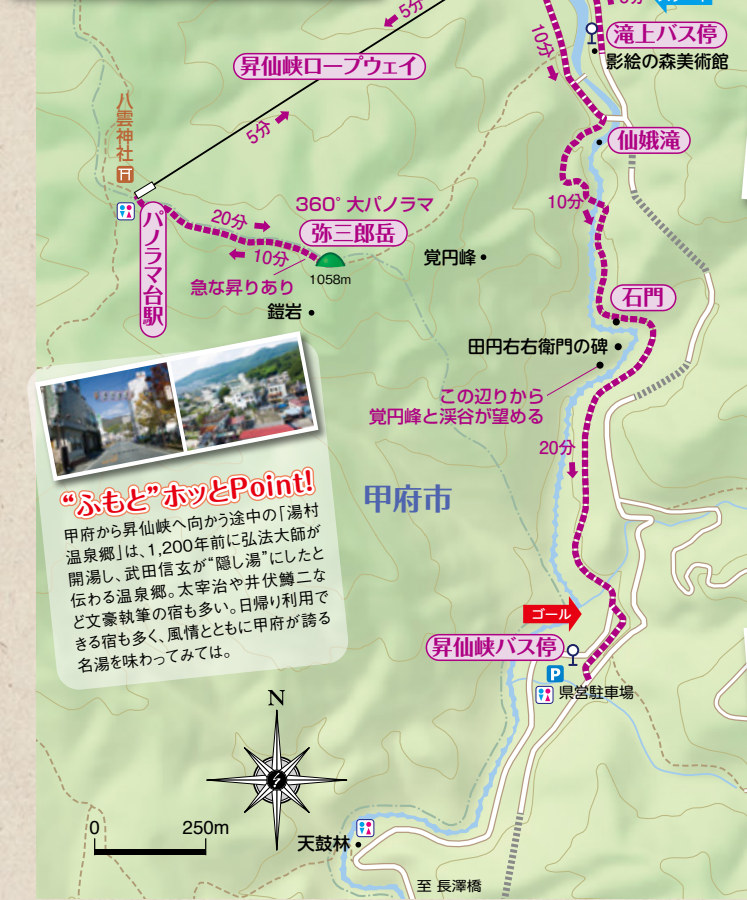 5分
5分
滝上バス停
影絵の森美術館
10分
昇仙峡ロープウェイ
八雲神社
5分
仙娥滝
10分
360°大パノラマ
20分
弥三郎岳
10分
1058m
急な昇りあり
パノラマ台駅
覚円峰
鎧岩
石門
田円右右衛門の碑
この辺りから
覚円峰と渓谷が望める
20分
甲府市
“ふもと”ホッとPoint!
甲府から昇仙峡へ向かう途中の「湯村
温泉郷」は、1,200年前に弘法大師が
開湯し、武田信玄が“隠し湯”にしたと
伝わる温泉郷。太宰治や井伏鱒二な
ど文豪執筆の宿も多い。日帰り利用で
きる宿も多く、風情とともに甲府が誇る
名湯を味わってみては。
ゴール
昇仙峡バス停
P
県営駐車場
N
0 250m
天鼓林
至 長澤橋